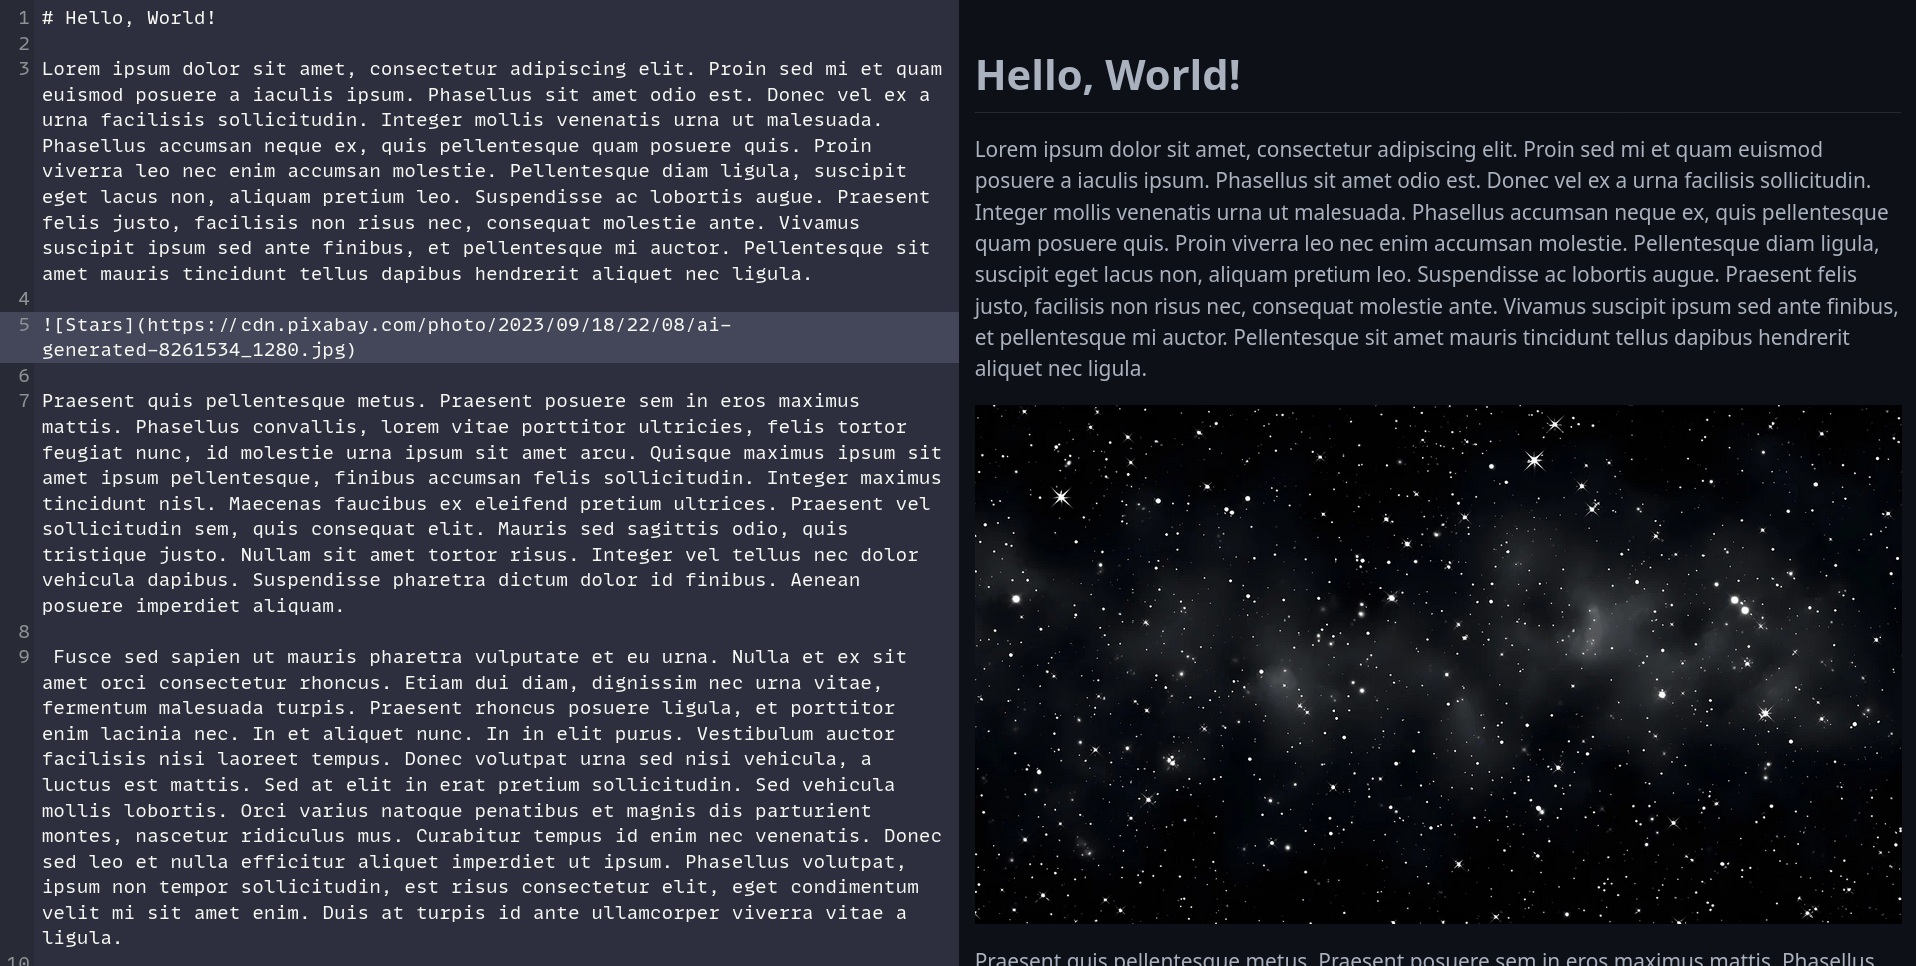 1 # Hello, World!
2
3 Lorem ipsum dolor sit amet, consectetur adipiscing elit. Proin sed mi et quam
euismod posuere a iaculis ipsum. Phasellus sit amet odio est. Donec vel ex a
urna facilisis sollicitudin. Integer mollis venenatis urna ut malesuada.
Phasellus accumsan neque ex, quis pellentesque quam posuere quis. Proin
viverra leo nec enim accumsan molestie. Pellentesque diam ligula, suscipit
eget lacus non, aliquam pretium leo. Suspendisse ac lobortis augue. Praesent
felis justo, facilisis non risus nec, consequat molestie ante. Vivamus
suscipit ipsum sed ante finibus, et pellentesque mi auctor. Pellentesque sit
amet mauris tincidunt tellus dapibus hendrerit aliquet nec ligula.
4
5 ![Stars](https://cdn.pixabay.com/photo/2023/09/18/22/08/ai-
generated-8261534_1280.jpg)
6
7 Praesent quis pellentesque metus. Praesent posuere sem in eros maximus
mattis. Phasellus convallis, lorem vitae porttitor ultricies, felis tortor
feugiat nunc, id molestie urna ipsum sit amet arcu. Quisque maximus ipsum sit
amet ipsum pellentesque, finibus accumsan felis sollicitudin. Integer maximus
tincidunt nisl. Maecenas faucibus ex eleifend pretium ultrices. Praesent vel
sollicitudin sem, quis consequat elit. Mauris sed sagittis odio, quis
tristique justo. Nullam sit amet tortor risus. Integer vel tellus nec dolor
vehicula dapibus. Suspendisse pharetra dictum dolor id finibus. Aenean
posuere imperdiet aliquam.
8
9  Fusce sed sapien ut mauris pharetra vulputate et eu urna. Nulla et ex sit
amet orci consectetur rhoncus. Etiam dui diam, dignissim nec urna vitae,
fermentum malesuada turpis. Praesent rhoncus posuere ligula, et porttitor
enim lacinia nec. In et aliquet nunc. In in elit purus. Vestibulum auctor
facilisis nisi laoreet tempus. Donec volutpat urna sed nisi vehicula, a
luctus est mattis. Sed at elit in erat pretium sollicitudin. Sed vehicula
mollis lobortis. Orci varius natoque penatibus et magnis dis parturient
montes, nascetur ridiculus mus. Curabitur tempus id enim nec venenatis. Donec
sed leo et nulla efficitur aliquet imperdiet ut ipsum. Phasellus volutpat,
ipsum non tempor sollicitudin, est risus consectetur elit, eget condimentum
velit mi sit amet enim. Duis at turpis id ante ullamcorper viverra vitae a
ligula.
10
Hello, World!
Lorem ipsum dolor sit amet, consectetur adipiscing elit. Proin sed mi et quam euismod
posuere a iaculis ipsum. Phasellus sit amet odio est. Donec vel ex a urna facilisis sollicitudin.
Integer mollis venenatis urna ut malesuada. Phasellus accumsan neque ex, quis pellentesque
quam posuere quis. Proin viverra leo nec enim accumsan molestie. Pellentesque diam ligula,
suscipit eget lacus non, aliquam pretium leo. Suspendisse ac lobortis augue. Praesent felis
justo, facilisis non risus nec, consequat molestie ante. Vivamus suscipit ipsum sed ante finibus,
et pellentesque mi auctor. Pellentesque sit amet mauris tincidunt tellus dapibus hendrerit
aliquet nec ligula.
Praesent quis pellentesque metus. Praesent posuere sem in eros maximus mattis. Phasellus